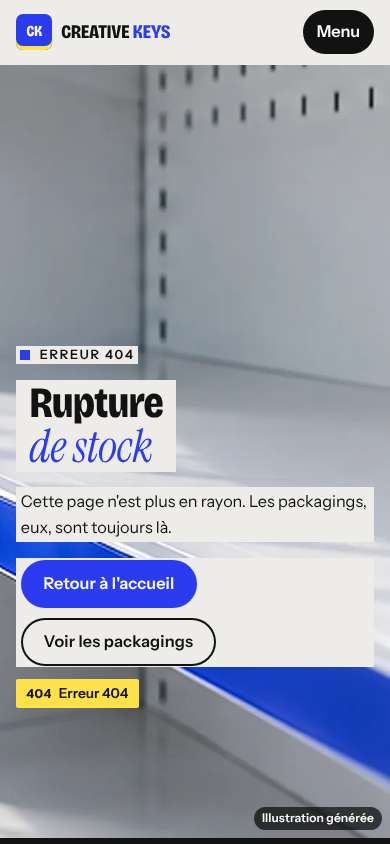 CK CREATIVE KEYS
Menu
ERREUR 404
Rupture
de stock
Cette page n'est plus en rayon. Les packagings,
eux, sont toujours là.
Retour à l'accueil
Voir les packagings
404 Erreur 404
Illustration générée